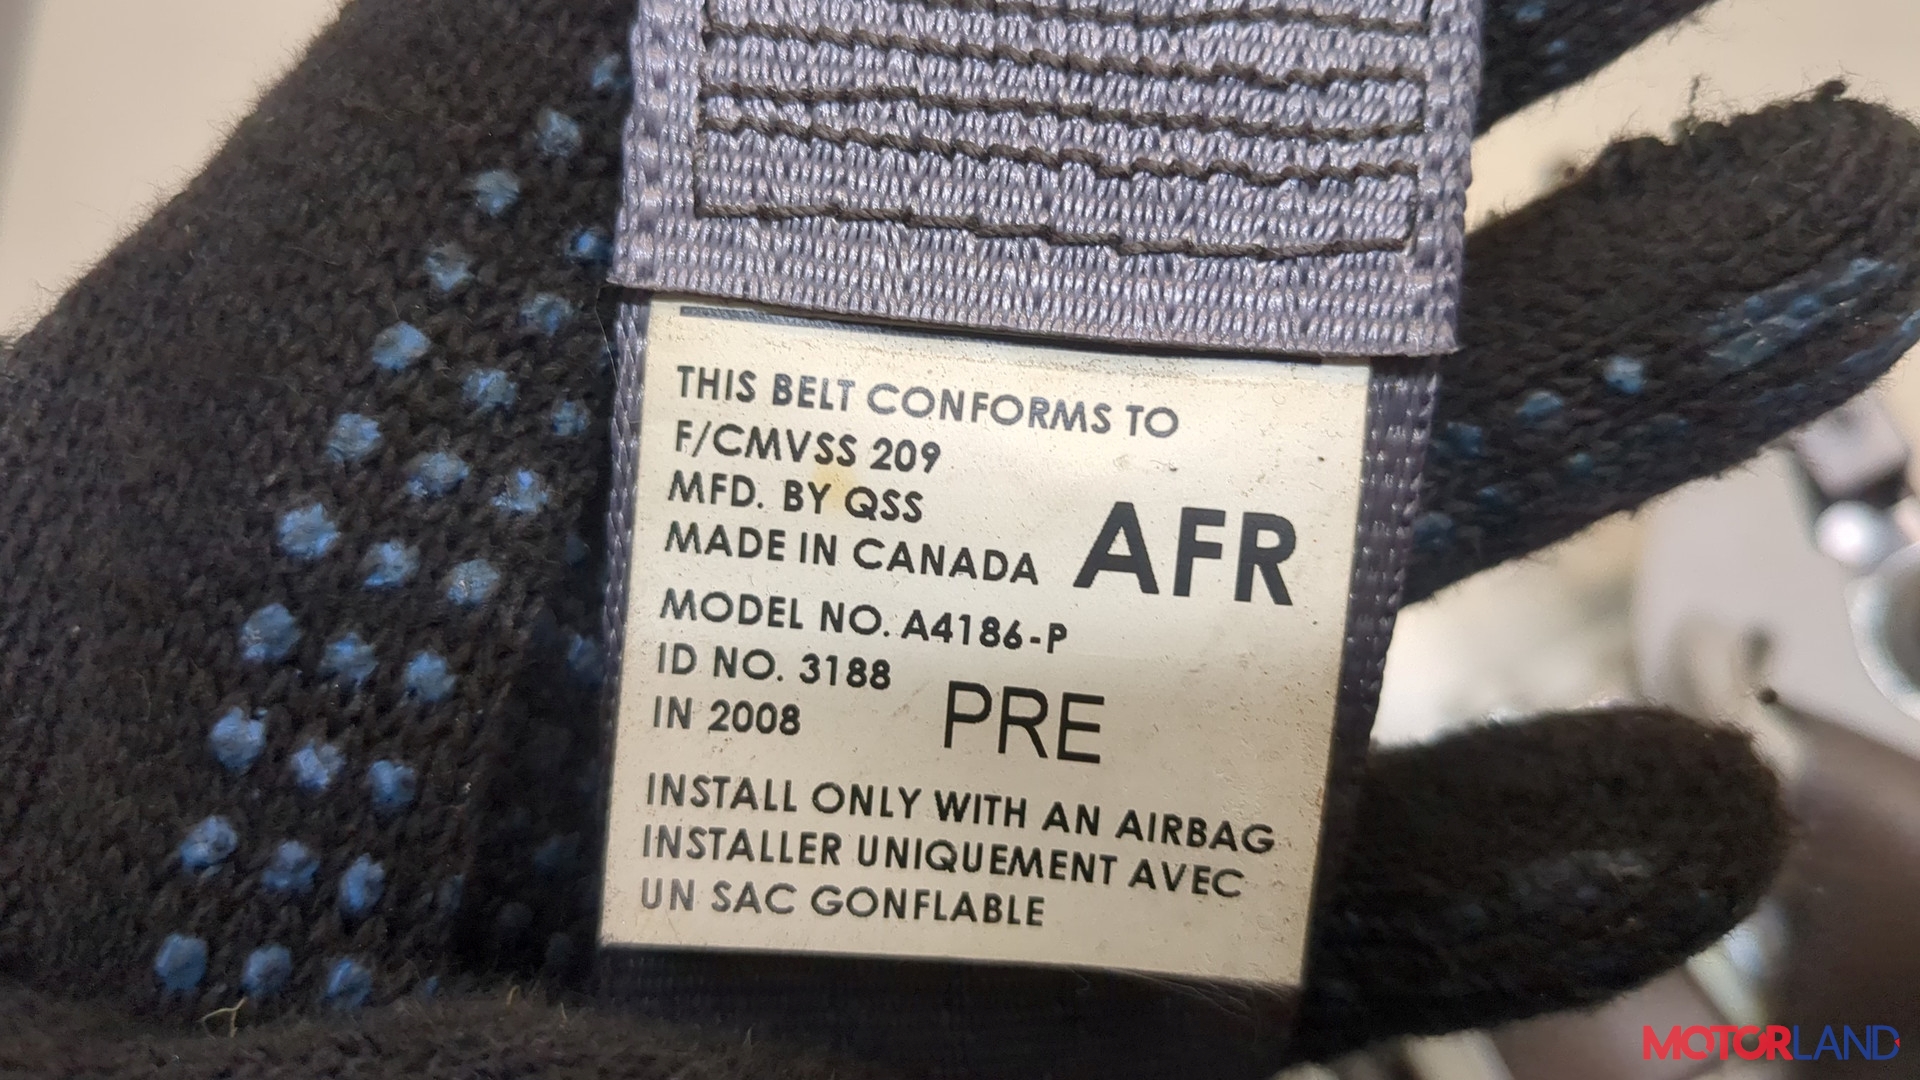 THIS BELT CONFORMS TO
F/CMVSS 209
MFD. BY QSS
MADE IN CANADA
AFR
MODEL NO. A4186-P
ID NO. 3188
IN 2008
PRE
INSTALL ONLY WITH AN AIRBAG
INSTALLER UNIQUEMENT AVEC
UN SAC GONFLABLE
MOTORLAND